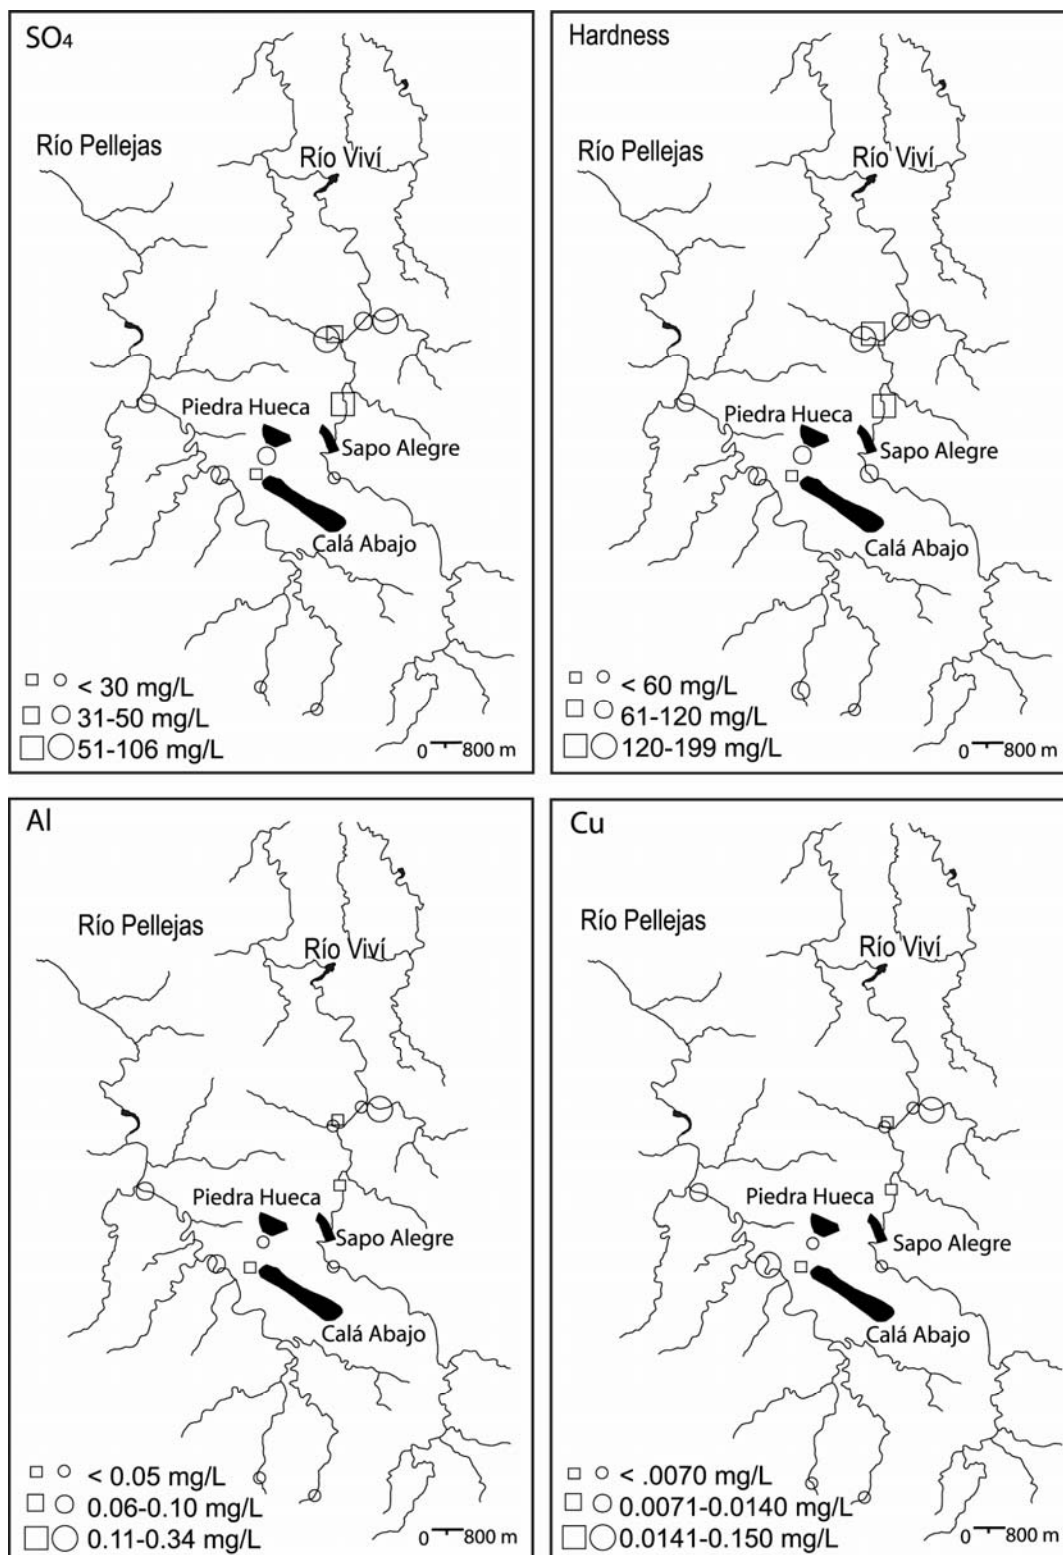 SO4
Río Pellejas
Río Viví
Piedra Hueca
Sapo Alegre
Calá Abajo
< 30 mg/L
31-50 mg/L
51-106 mg/L
0 800 m
Hardness
Río Pellejas
Río Viví
Piedra Hueca
Sapo Alegre
Calá Abajo
< 60 mg/L
61-120 mg/L
120-199 mg/L
0 800 m
Al
Río Pellejas
Río Viví
Piedra Hueca
Sapo Alegre
Calá Abajo
< 0.05 mg/L
0.06-0.10 mg/L
0.11-0.34 mg/L
0 800 m
Cu
Río Pellejas
Río Viví
Piedra Hueca
Sapo Alegre
Calá Abajo
< .0070 mg/L
0.0071-0.0140 mg/L
0.0141-0.150 mg/L
0 800 m